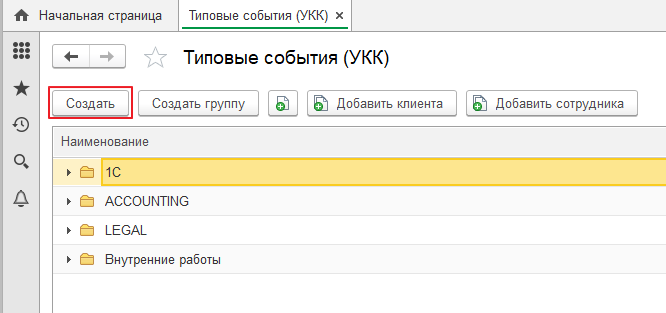 Начальная страница Типовые события (УКК) ×
Типовые события (УКК)
Создать Создать группу Добавить клиента Добавить сотрудника
Наименование
1С
ACCOUNTING
LEGAL
Внутренние работы